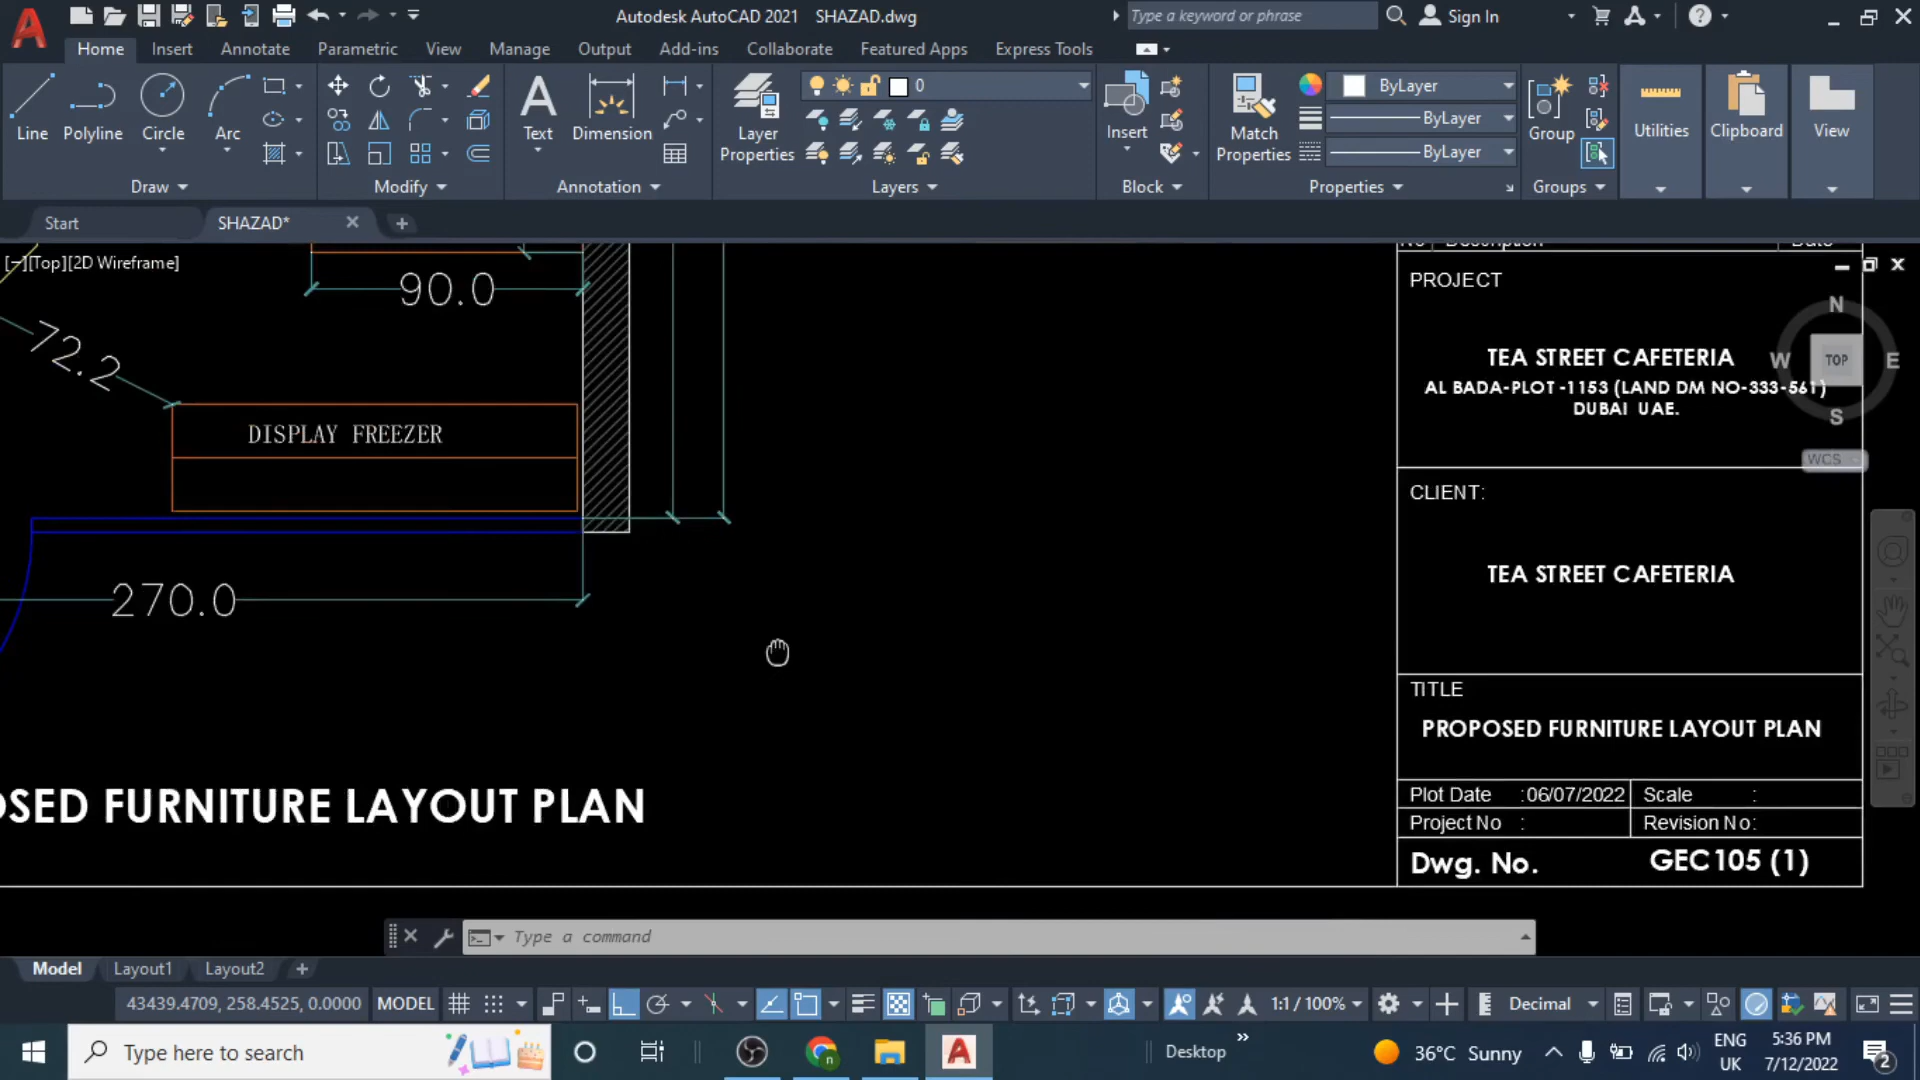 Autodesk AutoCAD 2021 SHAZAD.dwg
Type a keyword or phrase
Sign In
Home Insert Annotate Parametric View Manage Output Add-ins Collaborate Featured Apps Express Tools
Line Polyline Circle Arc
Text Dimension
Layer Properties
0
Insert
Match Properties
ByLayer
ByLayer
ByLayer
Group
Utilities
Clipboard
View
Draw Modify Annotation Layers Block Properties Groups
Start SHAZAD*
[−][Top][2D Wireframe]
No Description Date
90.0
72.2
DISPLAY FREEZER
270.0
OSED FURNITURE LAYOUT PLAN
PROJECT
TEA STREET CAFETERIA
AL BADA-PLOT -1153 (LAND DM NO-333-561)
DUBAI UAE.
N
W TOP E
S
WCS
CLIENT:
TEA STREET CAFETERIA
TITLE
PROPOSED FURNITURE LAYOUT PLAN
Plot Date :06/07/2022 Scale :
Project No : Revision No:
Dwg. No. GEC105 (1)
Type a command
Model Layout1 Layout2
43439.4709, 258.4525, 0.0000 MODEL 1:1 / 100% Decimal
Type here to search
Desktop
36°C Sunny
ENG
UK
5:36 PM
7/12/2022
2